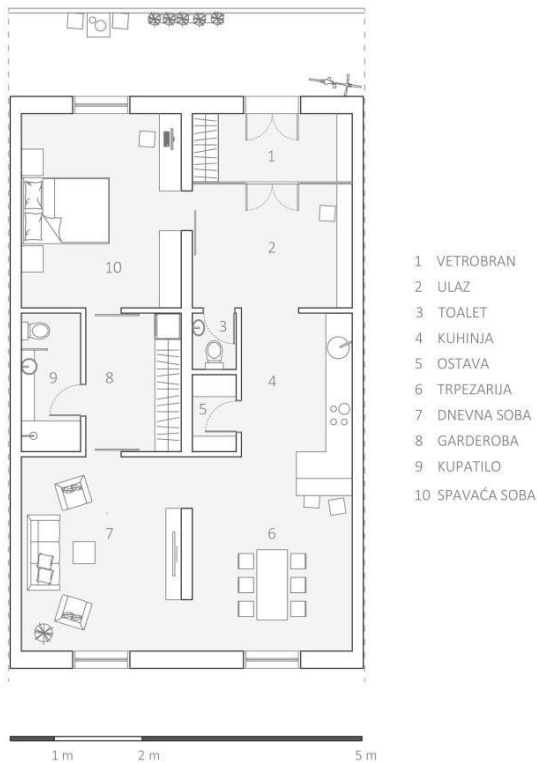 1
2
10
3
9
8
4
5
7
6
1 VETROBRAN
2 ULAZ
3 TOALET
4 KUHINJA
5 OSTAVA
6 TRPEZARIJA
7 DNEVNA SOBA
8 GARDEROBA
9 KUPATILO
10 SPAVAĆA SOBA
1 m 2 m 5 m